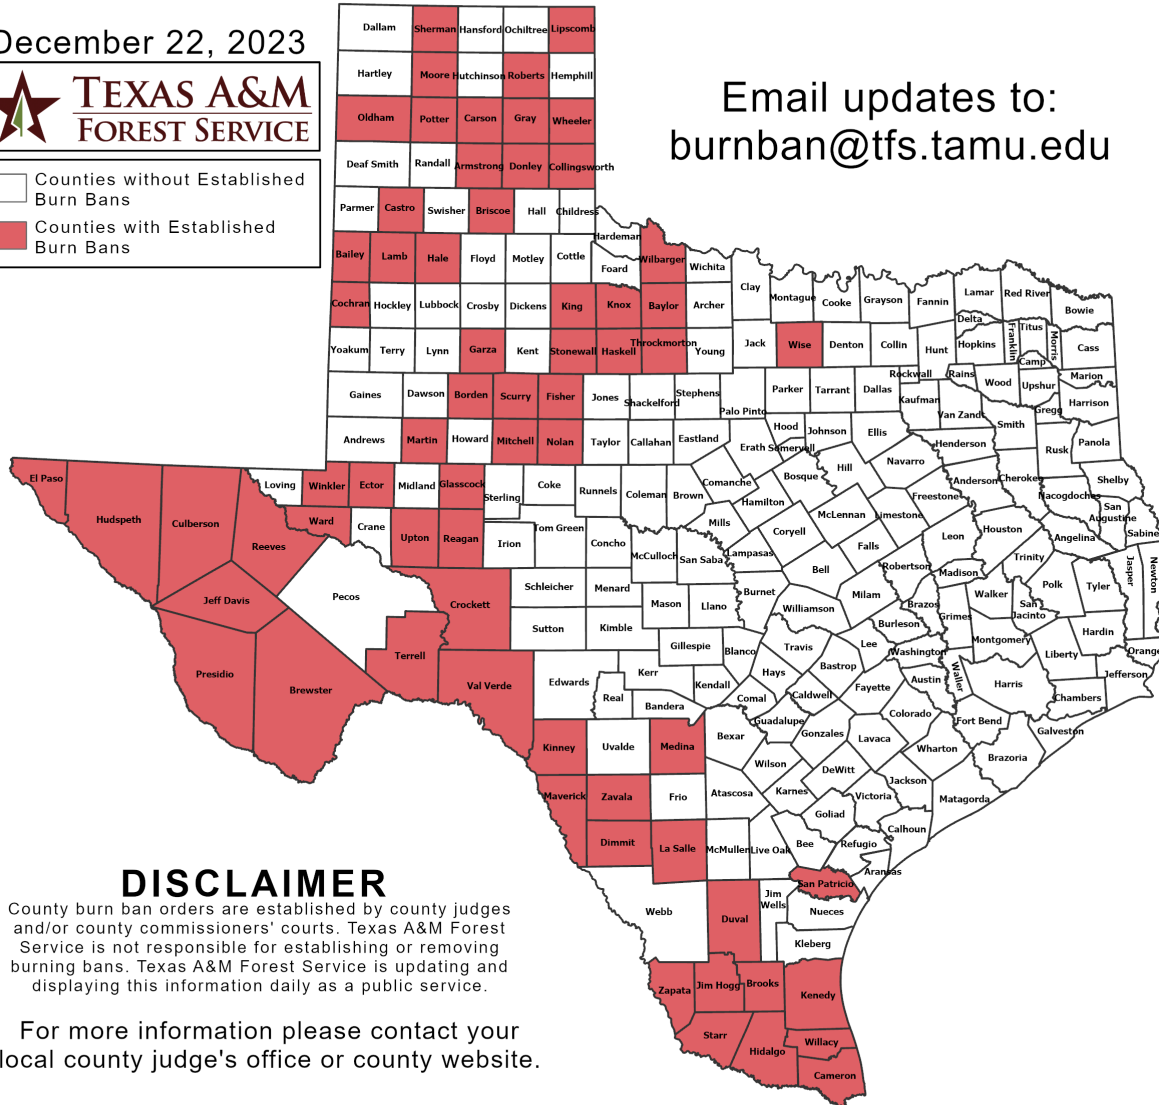 December 22, 2023
TEXAS A&M
FOREST SERVICE
Counties without Established
Burn Bans
Counties with Established
Burn Bans
Email updates to:
burnban@tfs.tamu.edu
Dallam Sherman Hansford Ochiltree Lipscomb
Hartley Moore Hutchinson Roberts Hemphill
Oldham Potter Carson Gray Wheeler
Deaf Smith Randall Armstrong Donley Collingsworth
Parmer Castro Swisher Briscoe Hall Childress
Hardeman
Bailey Lamb Hale Floyd Motley Cottle Foard Wilbarger Wichita
Clay Montague Cooke Grayson Fannin Lamar Red River Bowie
Cochran Hockley Lubbock Crosby Dickens King Knox Baylor Archer
Delta Franklin Titus Morris Cass
Yoakum Terry Lynn Garza Kent Stonewall Haskell Throckmorton Young Jack Wise Denton Collin Hunt Hopkins Camp
Rockwall Rains Wood Upshur Marion
Gaines Dawson Borden Scurry Fisher Jones Shackelford Stephens Palo Pinto Parker Tarrant Dallas Kaufman Van Zandt Smith Gregg Harrison
Andrews Martin Howard Mitchell Nolan Taylor Callahan Eastland Erath Hood Somervell Johnson Ellis Henderson Rusk Panola
El Paso Hudspeth Culberson Reeves Loving Winkler Ector Midland Glasscock Sterling Coke Runnels Coleman Brown Comanche Hamilton Bosque Hill Navarro Freestone Anderson Cherokee Nacogdoches Shelby
San
Augustine
Sabine
Ward Crane Upton Reagan Irion Tom Green Concho McCulloch San Saba Mills Lampasas Coryell McLennan Limestone Falls Leon Houston Angelina
Jeff Davis Pecos Crockett Schleicher Menard Mason Llano Burnet Bell Milam Robertson Madison Trinity Walker Polk Tyler Jasper Newton
San
Jacinto
Presidio Brewster Terrell Val Verde Sutton Kimble Gillespie Blanco Williamson Travis Lee Burleson Brazos Grimes Washington Montgomery Liberty Hardin Orange
Edwards Real Kerr Bandera Kendall Comal Hays Caldwell Bastrop Fayette Austin Waller Harris Chambers Jefferson
Kinney Uvalde Medina Bexar Guadalupe Wilson Gonzales Lavaca Colorado Wharton Fort Bend Brazoria Galveston
Maverick Zavala Frio Atascosa Karnes DeWitt Victoria Jackson Matagorda
Dimmit La Salle McMullen Live Oak Bee Goliad Refugio Calhoun Aransas
Webb Duval
Jim
Wells
San Patricio
Nueces
Kleberg
Zapata Jim Hogg Brooks Kenedy
Starr Hidalgo Willacy
Cameron
DISCLAIMER
County burn ban orders are established by county judges
and/or county commissioners' courts. Texas A&M Forest
Service is not responsible for establishing or removing
burning bans. Texas A&M Forest Service is updating and
displaying this information daily as a public service.
For more information please contact your
local county judge's office or county website.